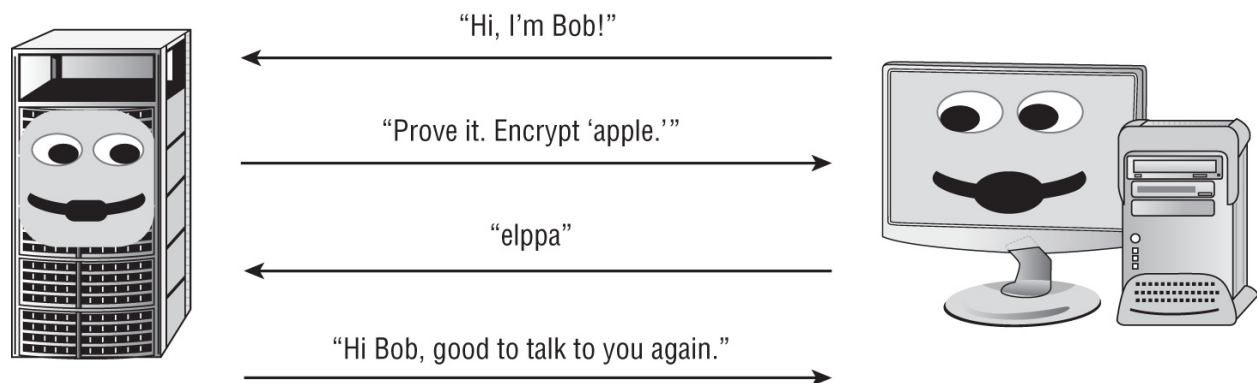 “Hi, I’m Bob!”
“Prove it. Encrypt ‘apple.’”
“elppa”
“Hi Bob, good to talk to you again.”